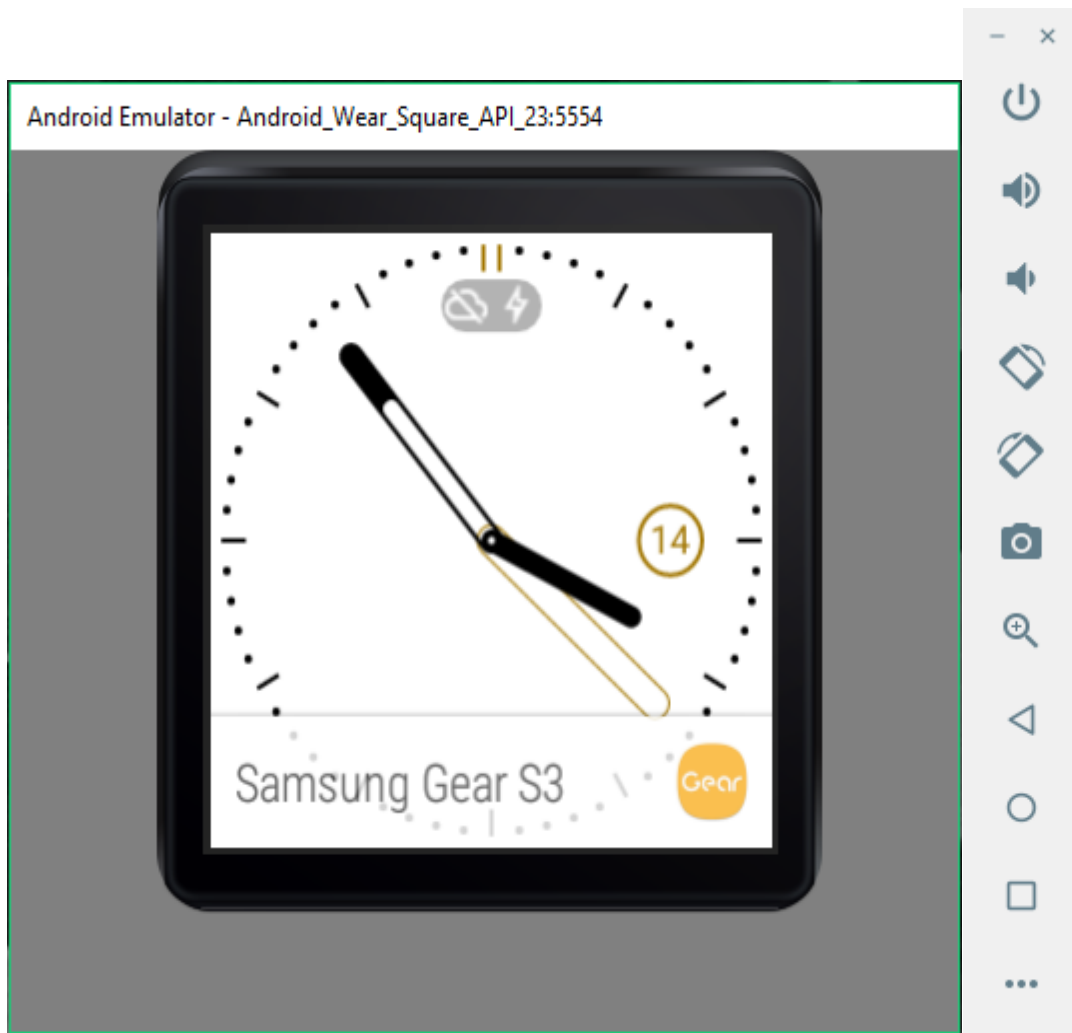 Android Emulator - Android_Wear_Square_API_23:5554
14
Samsung Gear S3
Gear